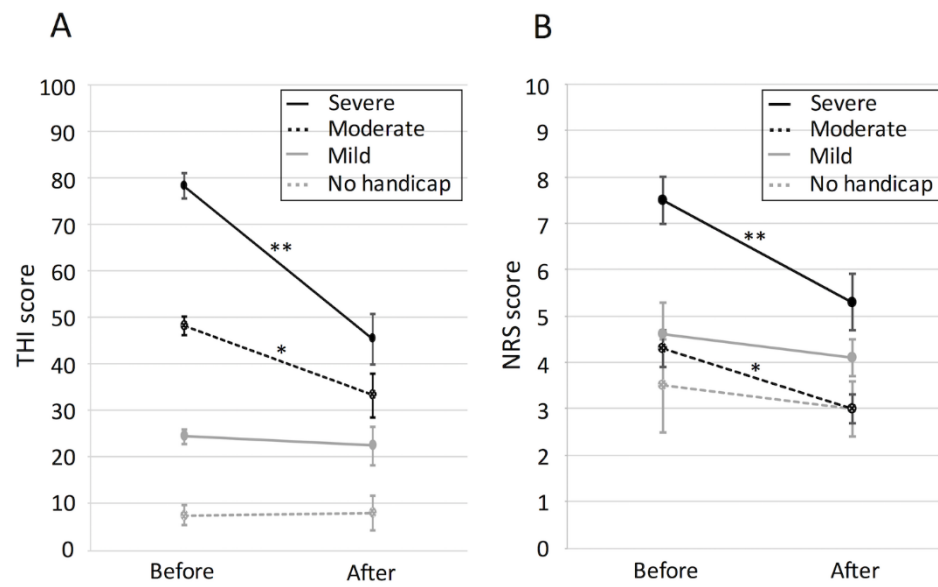 A
THI score
100
90
80
70
60
50
40
30
20
10
0
Severe
Moderate
Mild
No handicap
**
*
Before
After
B
NRS score
10
9
8
7
6
5
4
3
2
1
0
Severe
Moderate
Mild
No handicap
**
*
Before
After